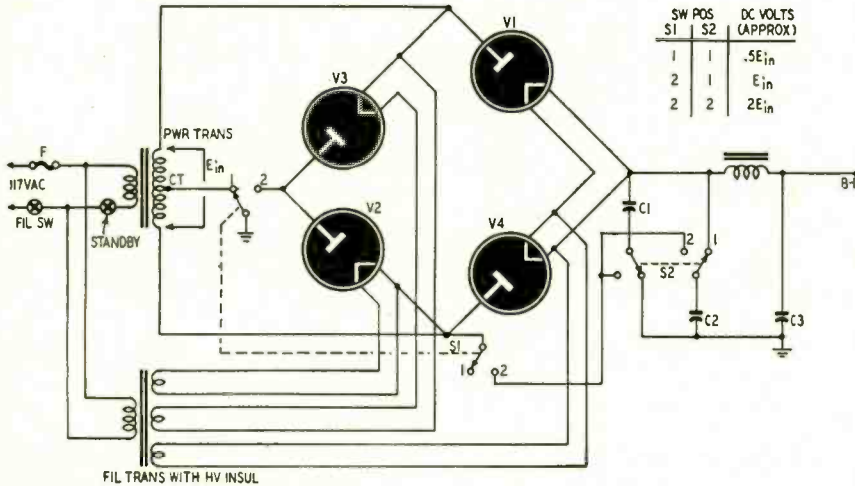 SW POS DC VOLTS
S1 S2 (APPROX)
1 1 .5Ein
2 1 Ein
2 2 2Ein
V1
V3
PWR TRANS
F
Ein
117VAC
CT
1 2
B+
FIL SW
STANDBY
V2
V4
C1
2 1
S2
C2
C3
S1
1 2
FIL TRANS WITH HV INSUL